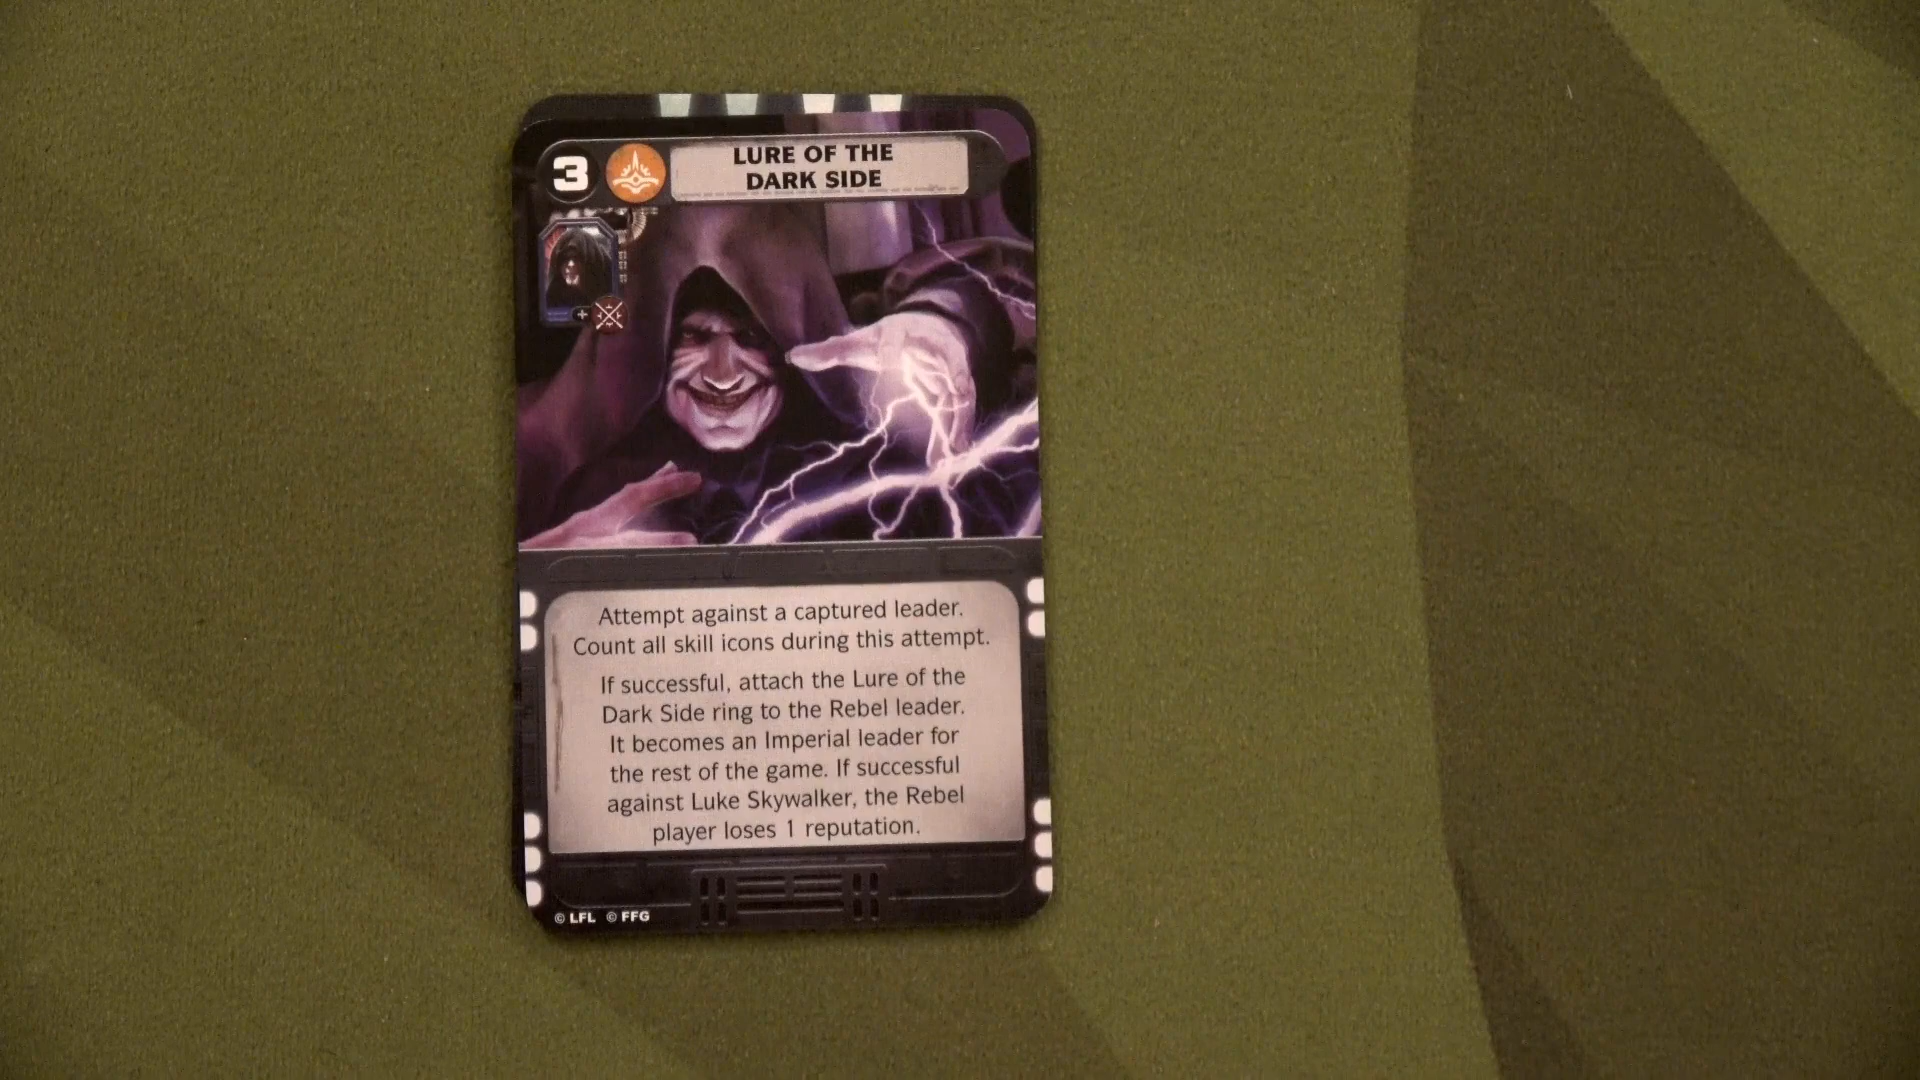 3
LURE OF THE
DARK SIDE
+
Attempt against a captured leader.
Count all skill icons during this attempt.
If successful, attach the Lure of the
Dark Side ring to the Rebel leader.
It becomes an Imperial leader for
the rest of the game. If successful
against Luke Skywalker, the Rebel
player loses 1 reputation.
© LFL © FFG